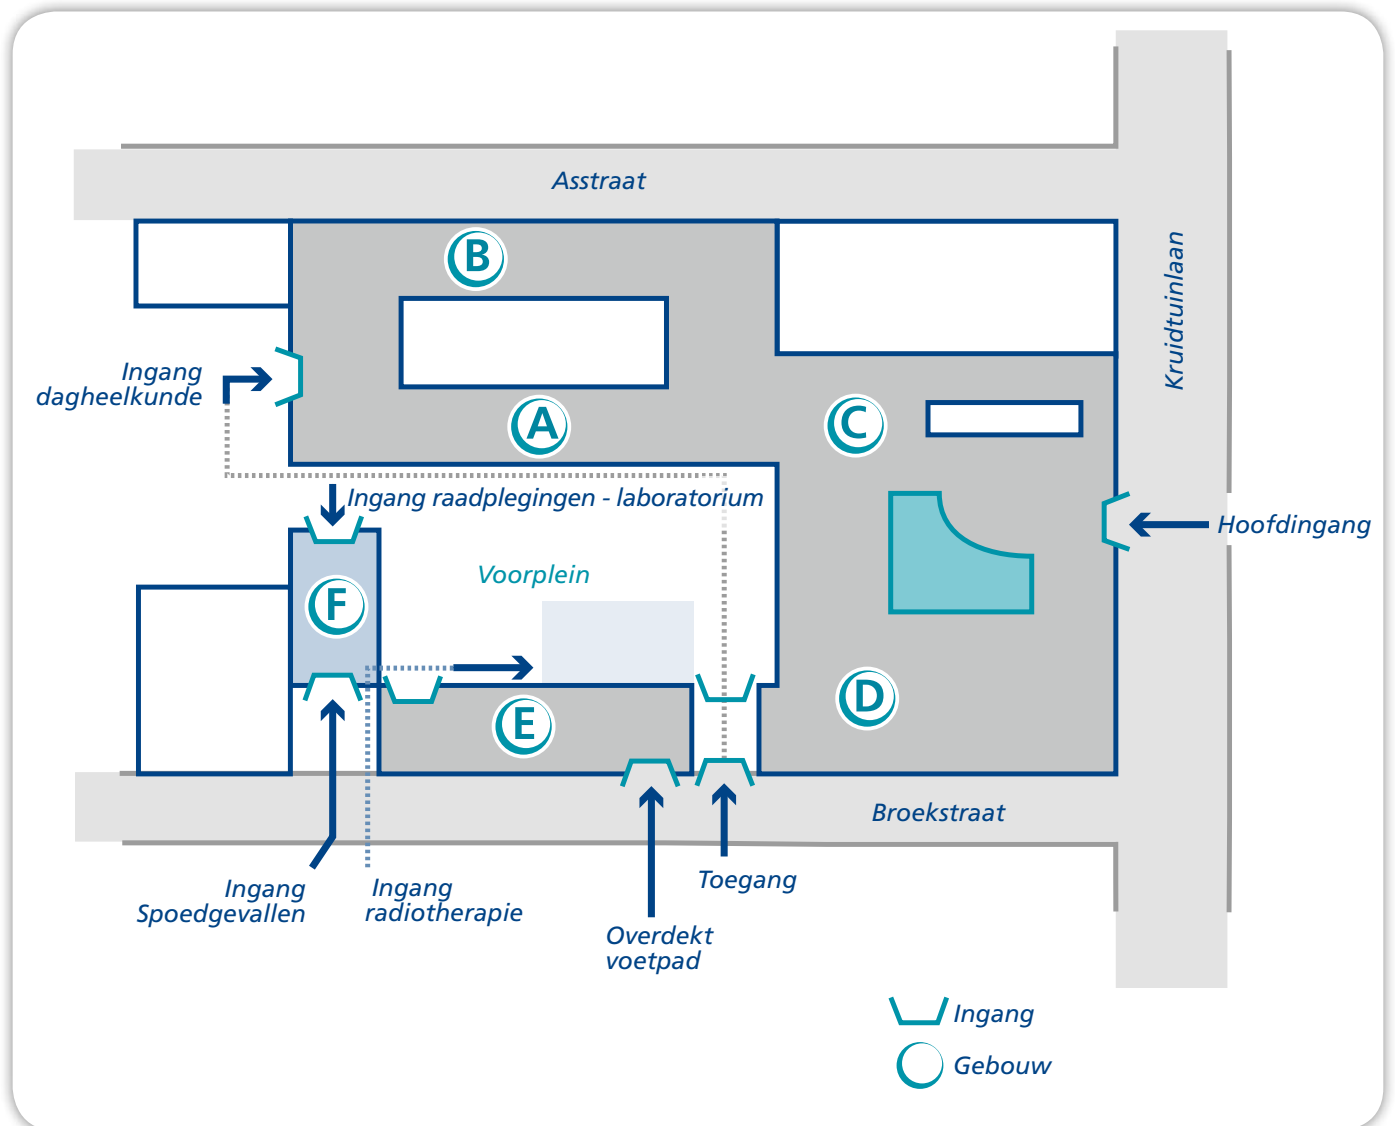 Asstraat
B
Kruidtuinlaan
Ingang
dagheelkunde
A
C
Ingang raadplegingen - laboratorium
Hoofdingang
Voorplein
F
D
E
Broekstraat
Toegang
Ingang
Spoedgevallen
Ingang
radiotherapie
Overdekt
voetpad
Ingang
Gebouw